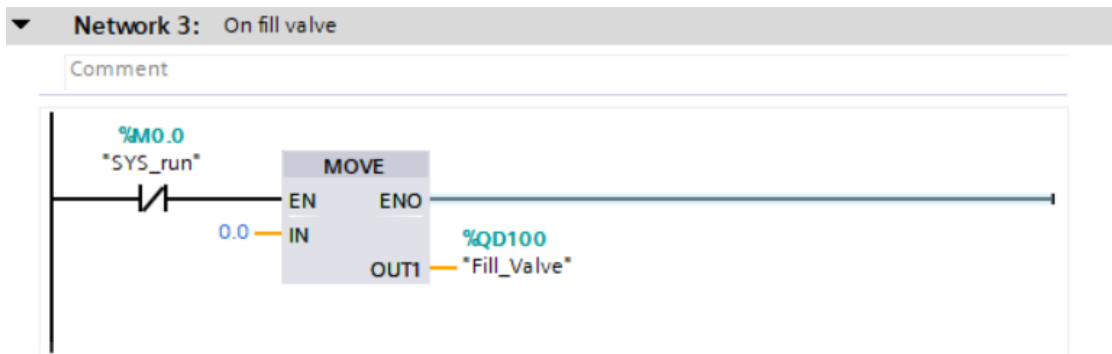 Network 3: On fill valve
Comment
%M0.0
"SYS_run"
MOVE
EN ENO
0.0 IN
%QD100
OUT1 "Fill_Valve"